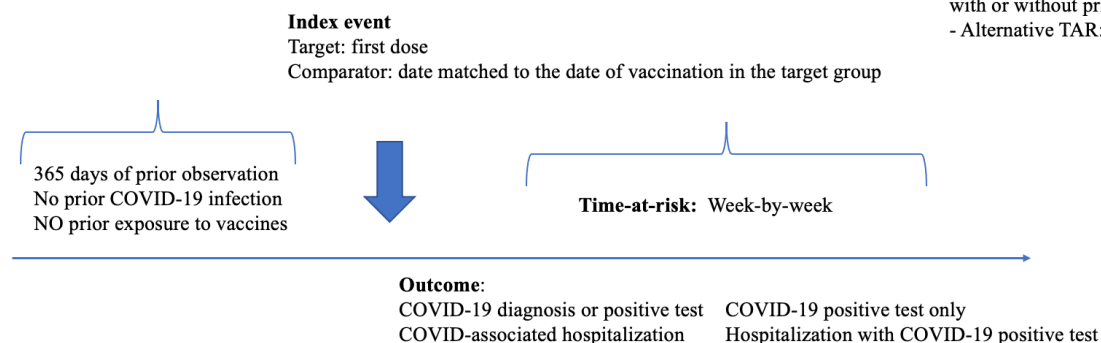 with or without
- Alternative TAR:
Index event
Target: first dose
Comparator: date matched to the date of vaccination in the target group
365 days of prior observation
No prior COVID-19 infection
NO prior exposure to vaccines
Time-at-risk: Week-by-week
Outcome:
COVID-19 diagnosis or positive test COVID-19 positive test only
COVID-associated hospitalization Hospitalization with COVID-19 positive test